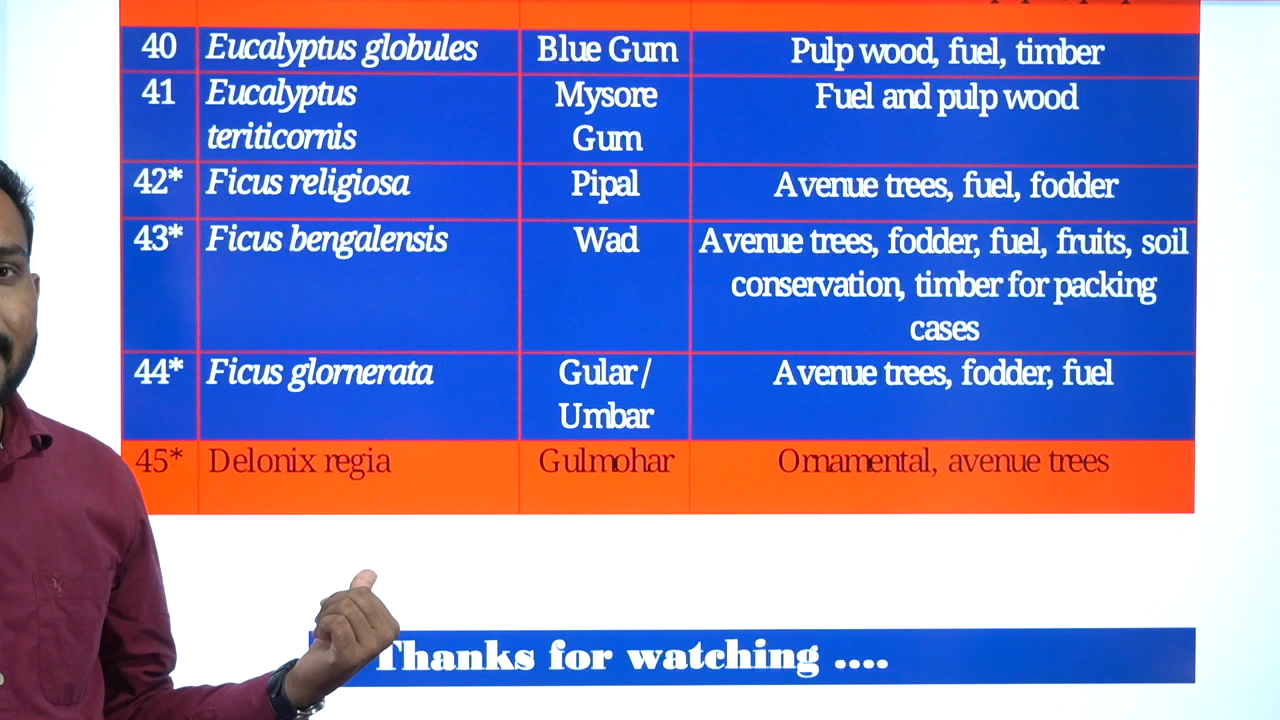 40 Eucalyptus globules Blue Gum Pulp wood, fuel, timber
41 Eucalyptus Mysore Fuel and pulp wood
teriticornis Gum
42* Ficus religiosa Pipal Avenue trees, fuel, fodder
43* Ficus bengalensis Wad Avenue trees, fodder, fuel, fruits, soil
conservation, timber for packing
cases
44* Ficus glornerata Gular / Avenue trees, fodder, fuel
Umbar
45* Delonix regia Gulmohar Ornamental, avenue trees
Thanks for watching ....